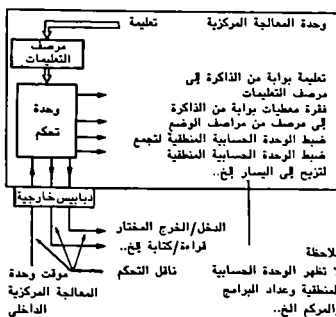 وحدة المعالجة المركزية
تعليمة
مرصف
التعليمات
وحدة
تحكم
تعليمة بوابة من الذاكرة إلى
مرصف التعليمات
فقرة معطيات بوابة من الذاكرة
إلى مرصف من مراصف الوضع
ضبط الوحدة الحسابية المنطقية لتجمع
ضبط الوحدة الحسابية المنطقية
لتزيح إلى اليسار إلخ..
دبابيس خارجية
الدخل/الخرج المختار
قراءة/كتابة إلخ..
ناقل التحكم
موقت وحدة
المعالجة المركزية
الداخلي
لاحظة
لا تظهر الوحدة الحسابية
المنطقية وعداد البرامج
المركم إلخ..